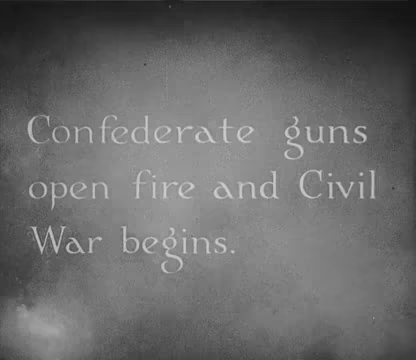 Confederate guns
open fire and Civil
War begins.